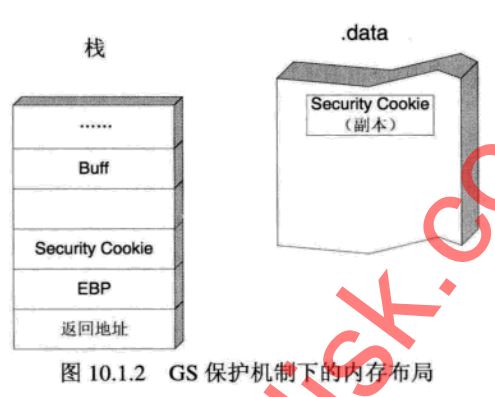 栈
.data
……
Buff
Security Cookie
EBP
返回地址
Security Cookie
（副本）
图 10.1.2 GS 保护机制下的内存布局